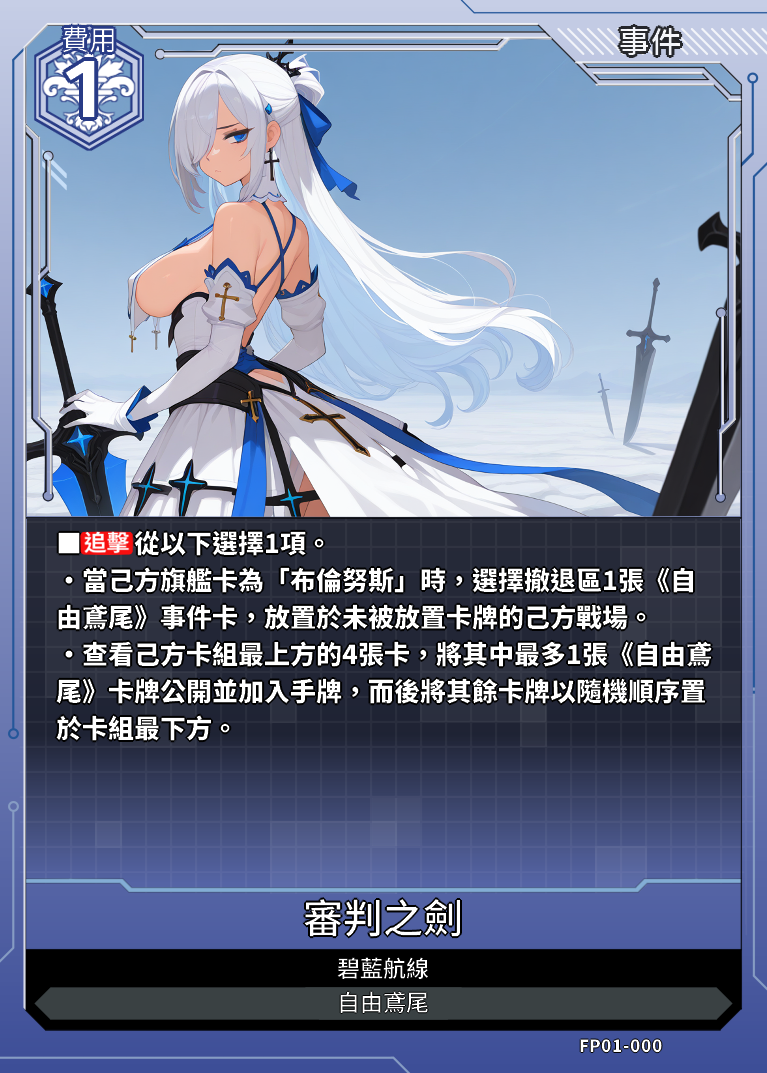 費用
1
事件
■追擊從以下選擇1項。
・當己方旗艦卡為「布倫努斯」時，選擇撤退區1張《自
由鳶尾》事件卡，放置於未被放置卡牌的己方戰場。
・查看己方卡組最上方的4張卡，將其中最多1張《自由鳶
尾》卡牌公開並加入手牌，而後將其餘卡牌以隨機順序置
於卡組最下方。
審判之劍
碧藍航線
自由鳶尾
FP01-000